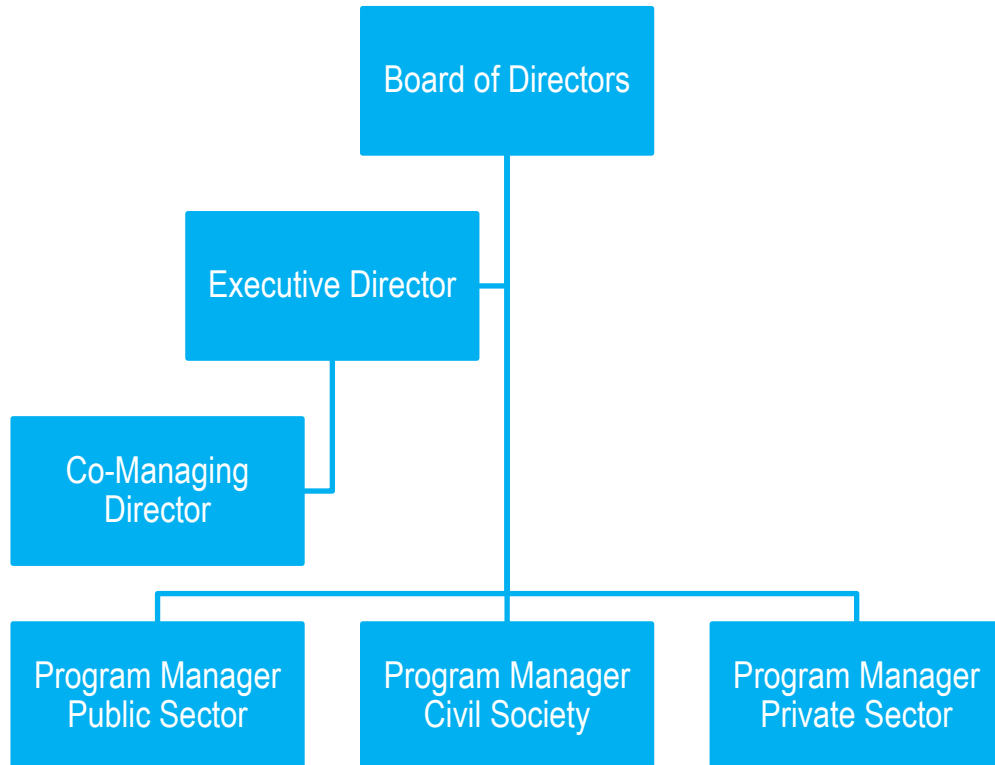 Board of Directors
Executive Director
Co-Managing
Director
Program Manager
Public Sector
Program Manager
Civil Society
Program Manager
Private Sector